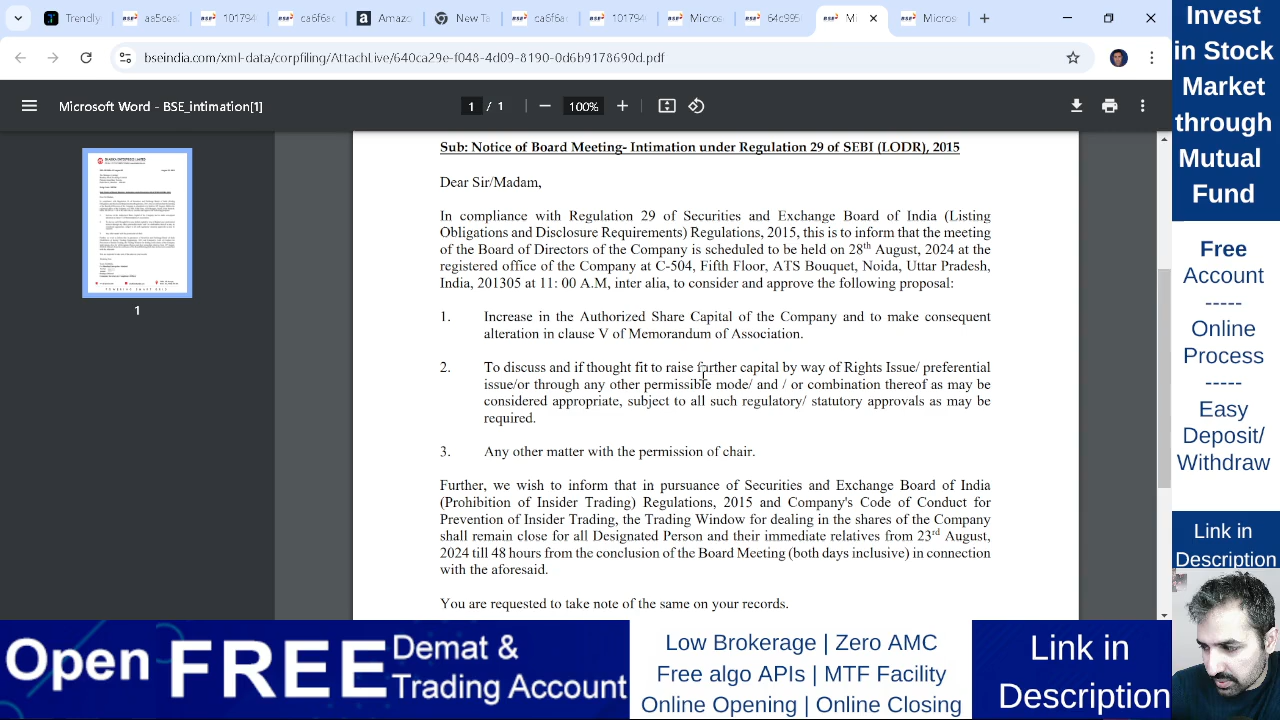 Trendy
a5cea
101794
ca6e
Amazo
New Ta
ca6e8
101794
Micro
64c85
Mi
Micros
bseindia.com/xml-data/corpfiling/AttachLive/
Microsoft Word - BSE_intimation[1]
1 / 1
100%
1
Sub: Notice of Board Meeting- Intimation under Regulation 29 of SEBI (LODR), 2015
Dear Sir/Madam,
In compliance with Regulation 29 of Securities and Exchange Board of India (Listing
Obligations and Disclosure Requirements) Regulations, 2015, this is to inform that the meeting
of the Board of Directors of the Company is scheduled to be held on 28th August, 2024 at the
registered office of the Company at C-504, Fifth Floor, ATS Bouquet, Noida, Uttar Pradesh,
India, 201305 at 11:00 A.M, inter alia, to consider and approve the following proposal:
1. Increase in the Authorized Share Capital of the Company and to make consequent
alteration in clause V of Memorandum of Association.
2. To discuss and if thought fit to raise further capital by way of Rights Issue/ preferential
issue/or through any other permissible mode/ and / or combination thereof as may be
considered appropriate, subject to all such regulatory/ statutory approvals as may be
required.
3. Any other matter with the permission of chair.
Further, we wish to inform that in pursuance of Securities and Exchange Board of India
(Prohibition of Insider Trading) Regulations, 2015 and Company's Code of Conduct for
Prevention of Insider Trading, the Trading Window for dealing in the shares of the Company
shall remain close for all Designated Person and their immediate relatives from 23rd August,
2024 till 48 hours from the conclusion of the Board Meeting (both days inclusive) in connection
with the aforesaid.
You are requested to take note of the same on your records.
Invest
in Stock
Market
through
Mutual
Fund
Free
Account
-----
Online
Process
-----
Easy
Deposit/
Withdraw
Link in
Description
Open FREE Demat &
Trading Account
Low Brokerage | Zero AMC
Free algo APIs | MTF Facility
Online Opening | Online Closing
Link in
Description